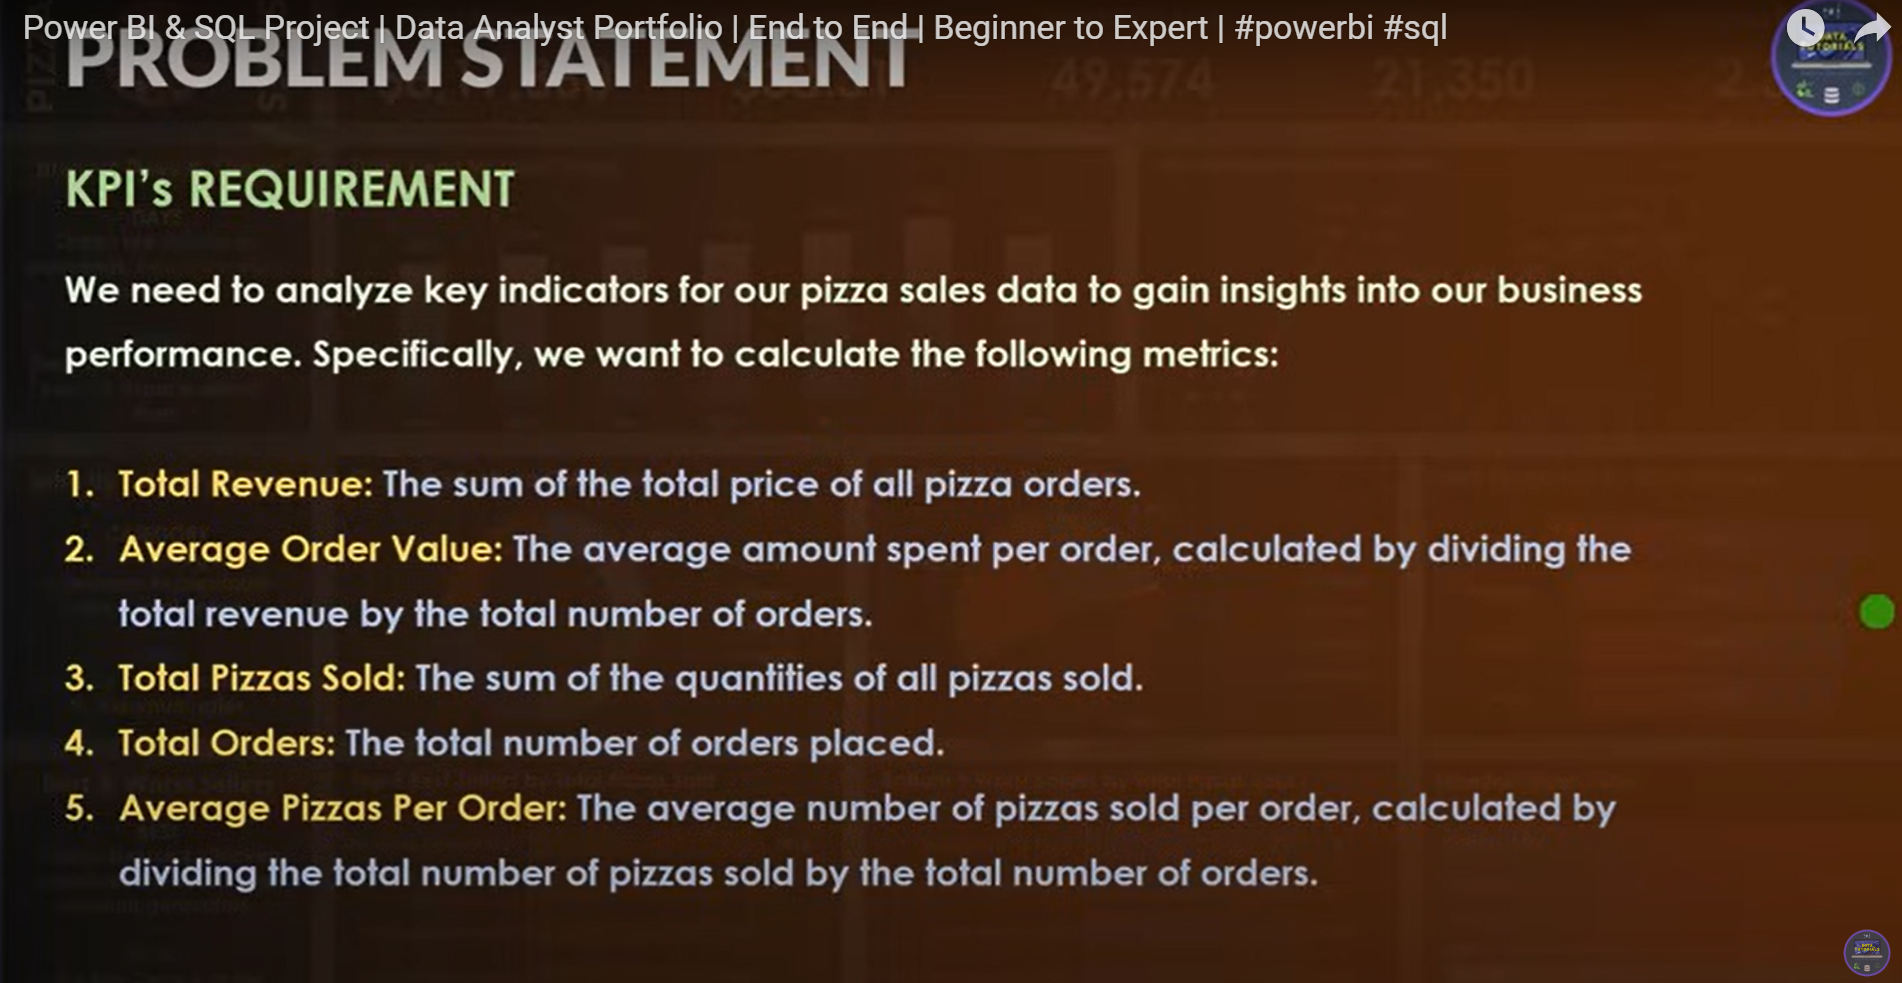 Power BI & SQL Project | Data Analyst Portfolio | End to End | Beginner to Expert | #powerbi #sql
PROBLEM STATEMENT
49,574
21,350
DATA
TUTORIALS
KPI's REQUIREMENT
We need to analyze key indicators for our pizza sales data to gain insights into our business
performance. Specifically, we want to calculate the following metrics:
1. Total Revenue: The sum of the total price of all pizza orders.
2. Average Order Value: The average amount spent per order, calculated by dividing the
total revenue by the total number of orders.
3. Total Pizzas Sold: The sum of the quantities of all pizzas sold.
4. Total Orders: The total number of orders placed.
5. Average Pizzas Per Order: The average number of pizzas sold per order, calculated by
dividing the total number of pizzas sold by the total number of orders.